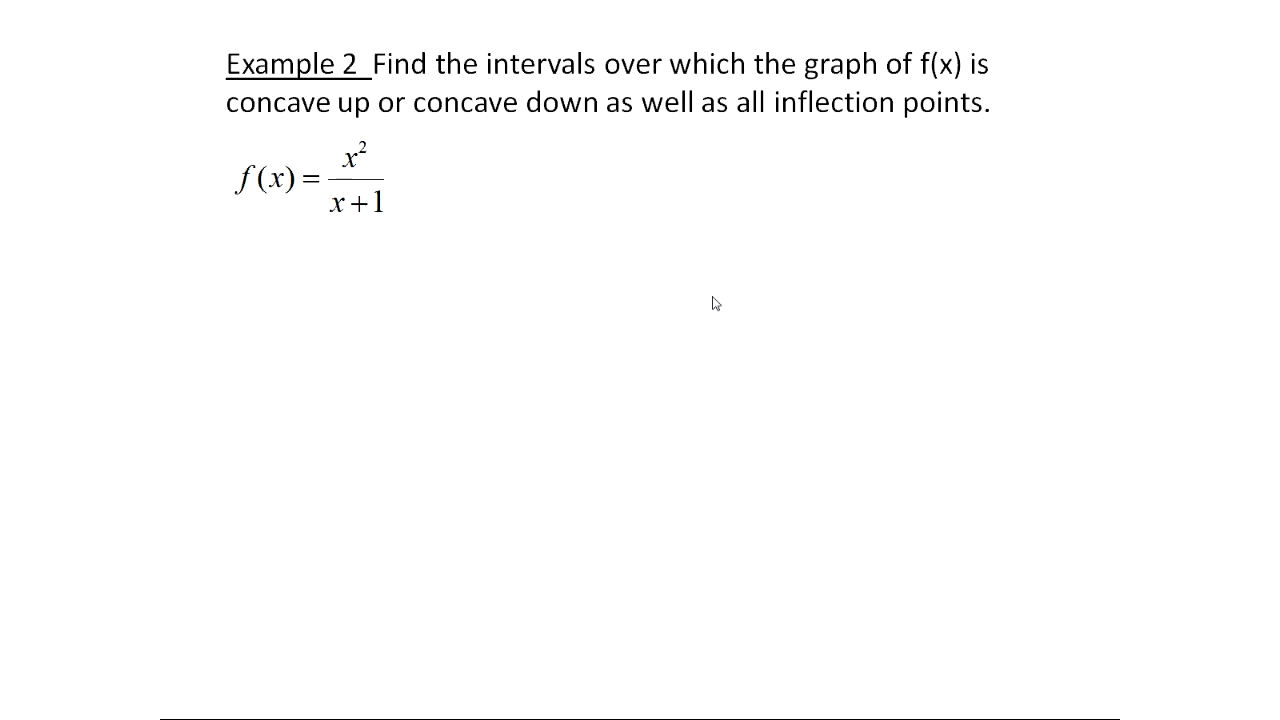 Example 2 Find the intervals over which the graph of f(x) is
concave up or concave down as well as all inflection points.
f(x) = x²/(x+1)